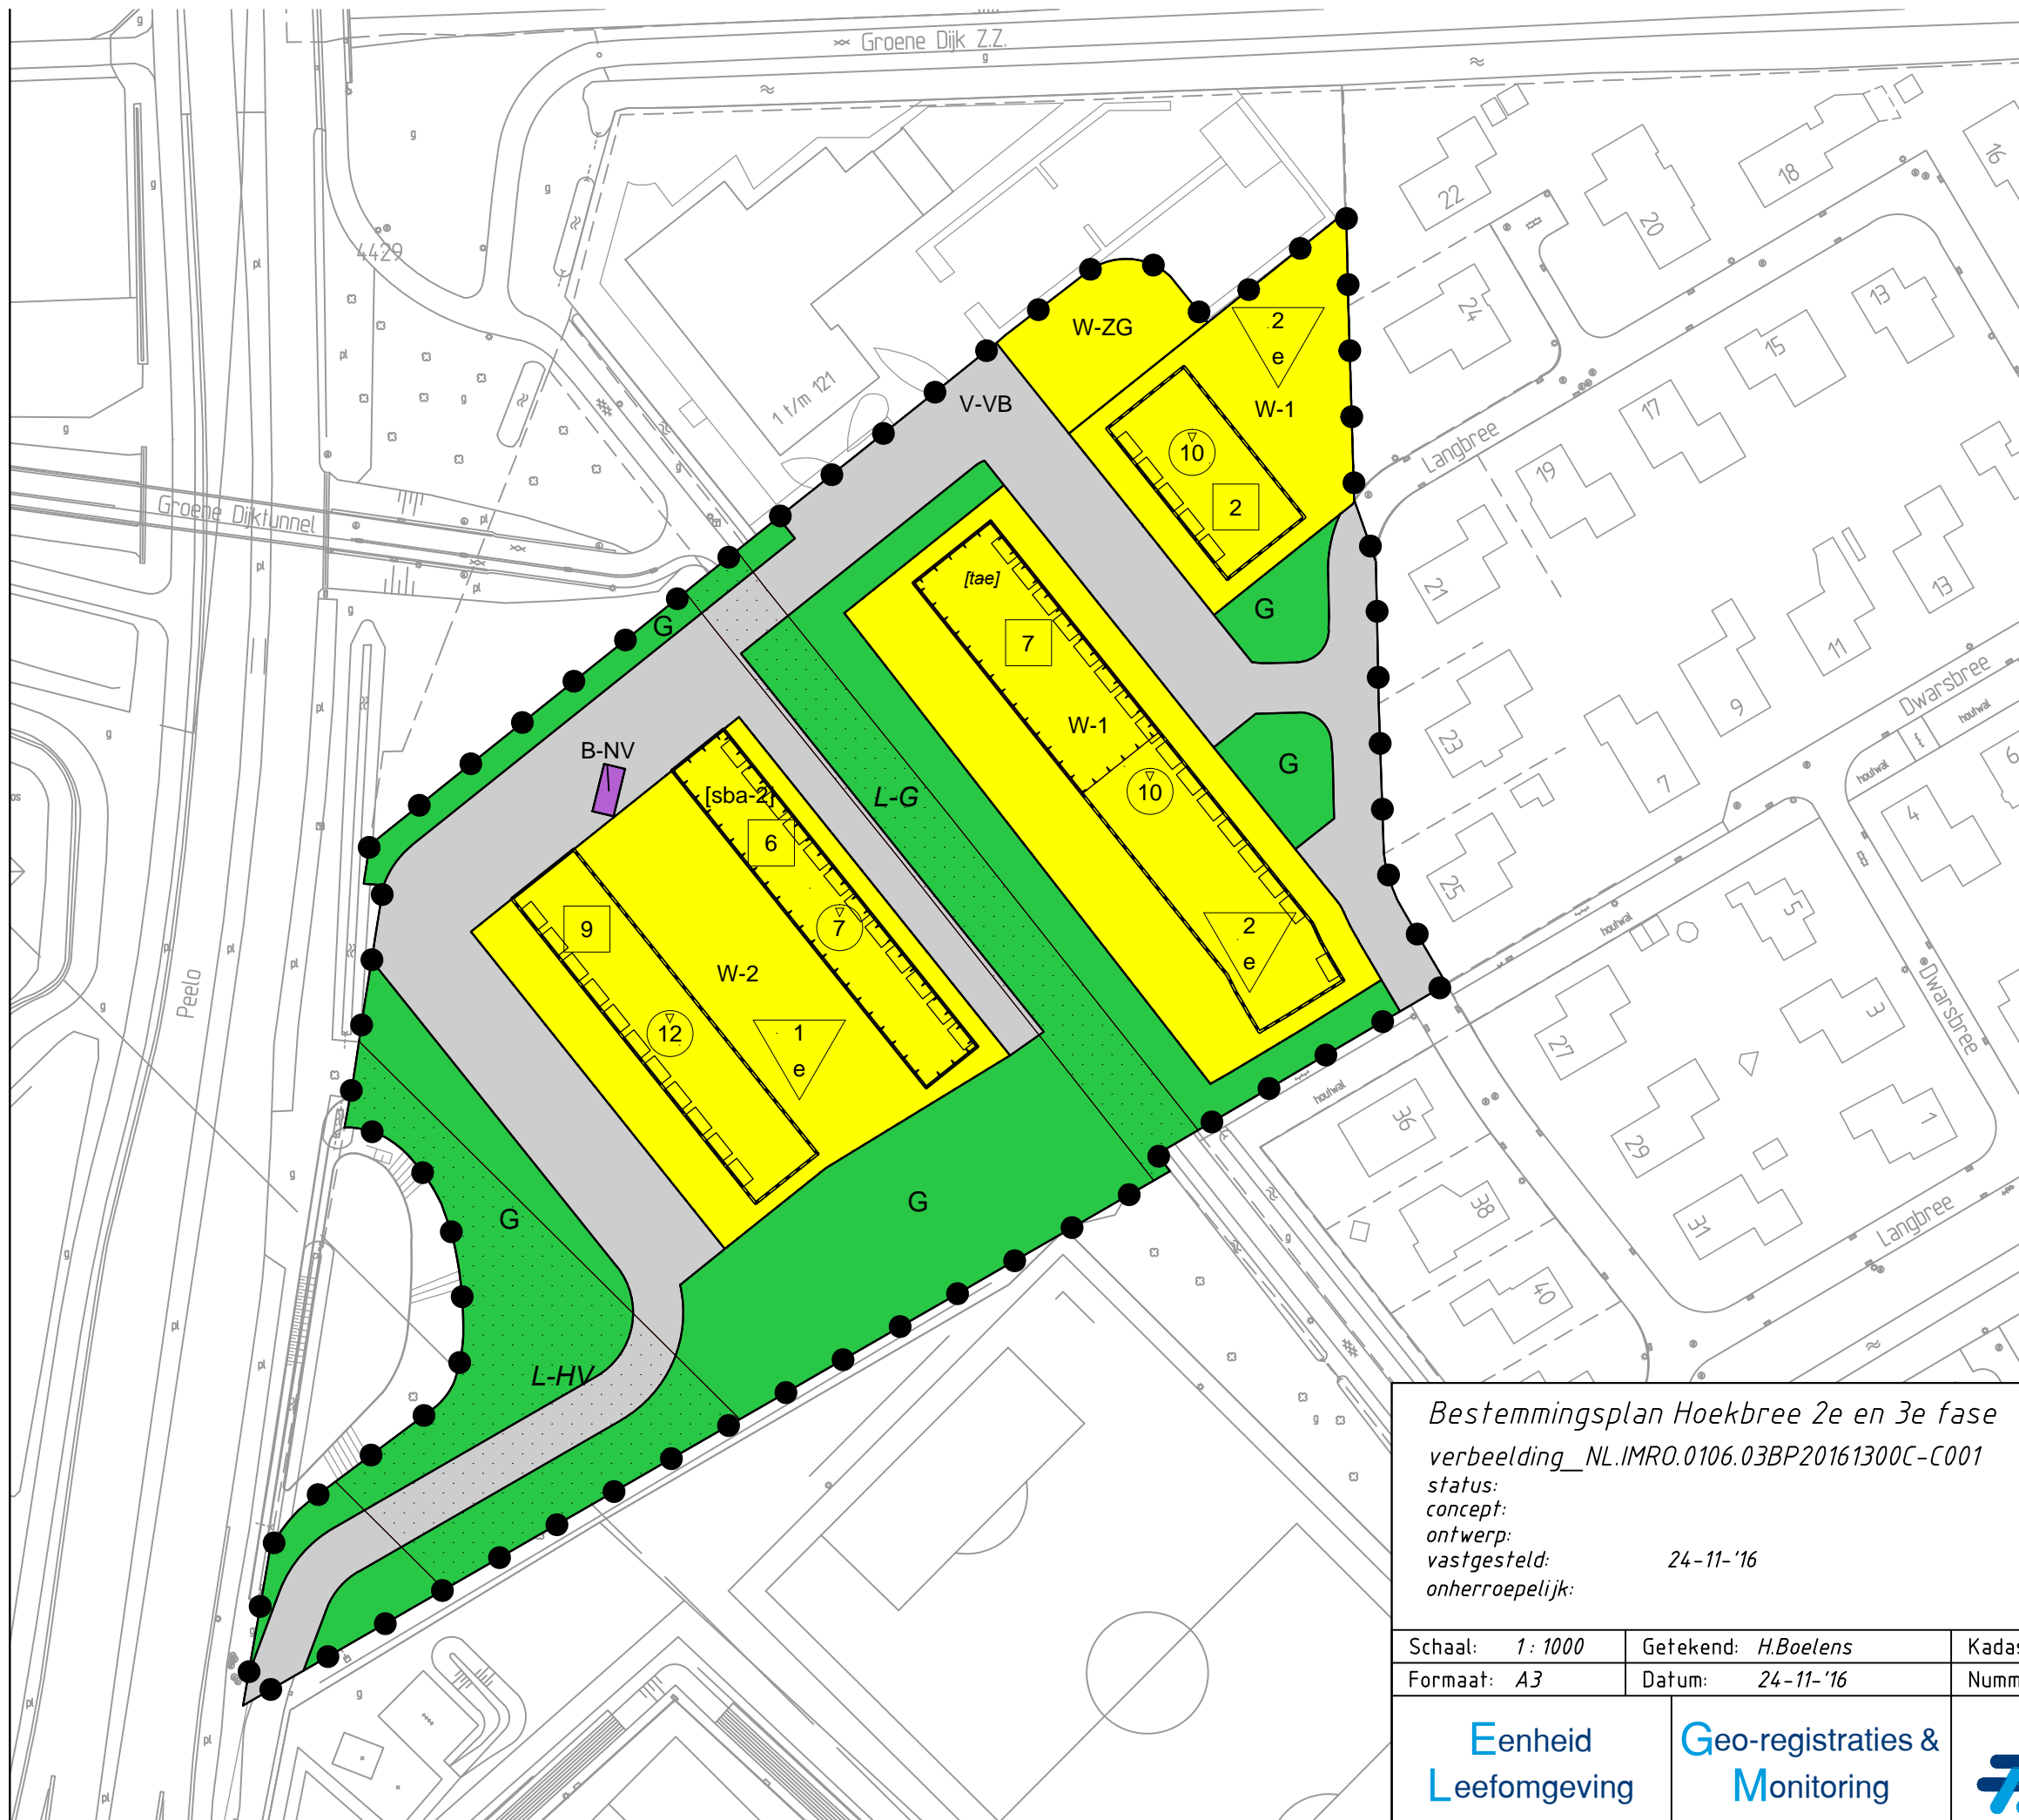 Groene Dijk Z.Z.
g
4429
22
20
18
16
24
13
15
17
19
21
23
25
7
9
11
13
Langbree
Dwarsbree
houtwal
houtwal
4
6
5
3
1
27
29
31
36
38
40
Dwarsbree
Langbree
houtwal
houtwal
Groene Dijktunnel
Peelo
pl
1 t/m 121
W-ZG
V-VB
2
e
W-1
10
2
G
G
[tae]
7
W-1
10
2
e
G
B-NV
[sba-2]
6
7
L-G
9
W-2
12
1
e
G
G
L-HV
Bestemmingsplan Hoekbree 2e en 3e fase
verbeelding_NL.IMRO.0106.03BP20161300C-C001
status:
concept:
ontwerp:
vastgesteld: 24-11-'16
onherroepelijk:
Schaal: 1 : 1000 Getekend: H.Boelens
Formaat: A3 Datum: 24-11-'16
Eenheid
Leefomgeving
Geo-registraties &
Monitoring